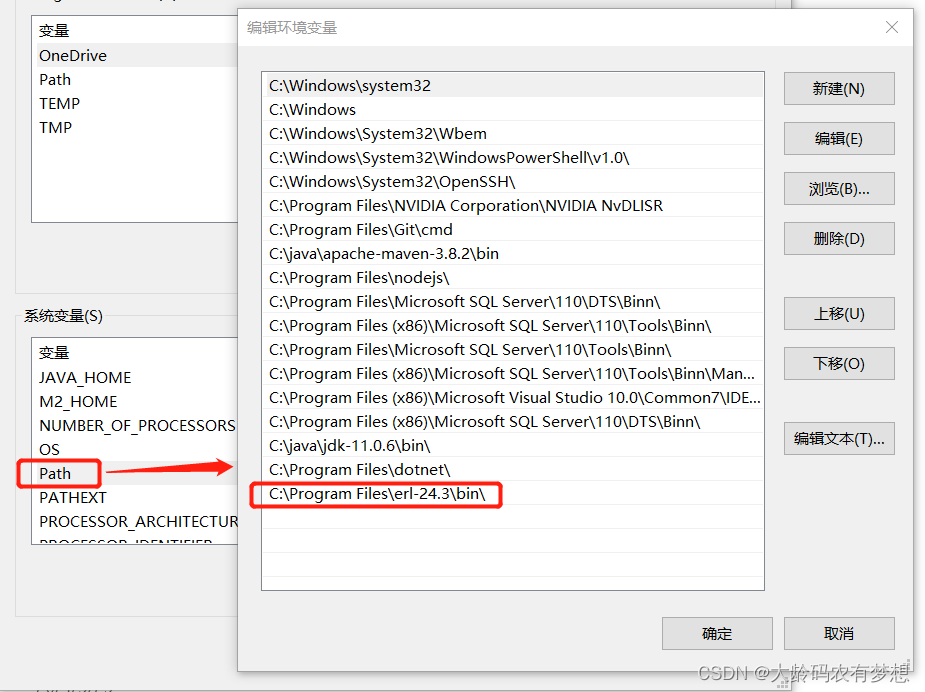 编辑环境变量
变量
OneDrive
Path
TEMP
TMP
系统变量(S)
变量
JAVA_HOME
M2_HOME
NUMBER_OF_PROCESSORS
OS
Path
PATHEXT
PROCESSOR_ARCHITECTUR
PROCESSOR_IDENTIFIER
C:\Windows\system32
C:\Windows
C:\Windows\System32\Wbem
C:\Windows\System32\WindowsPowerShell\v1.0\
C:\Windows\System32\OpenSSH\
C:\Program Files\NVIDIA Corporation\NVIDIA NvDLISR
C:\Program Files\Git\cmd
C:\java\apache-maven-3.8.2\bin
C:\Program Files\nodejs\
C:\Program Files\Microsoft SQL Server\110\DTS\Binn\
C:\Program Files (x86)\Microsoft SQL Server\110\Tools\Binn\
C:\Program Files\Microsoft SQL Server\110\Tools\Binn\
C:\Program Files (x86)\Microsoft SQL Server\110\Tools\Binn\Man...
C:\Program Files (x86)\Microsoft Visual Studio 10.0\Common7\IDE...
C:\Program Files (x86)\Microsoft SQL Server\110\DTS\Binn\
C:\java\jdk-11.0.6\bin\
C:\Program Files\dotnet\
C:\Program Files\erl-24.3\bin\
新建(N)
编辑(E)
浏览(B)...
删除(D)
上移(U)
下移(O)
编辑文本(T)...
确定
取消
CSDN @大龄码农有梦想